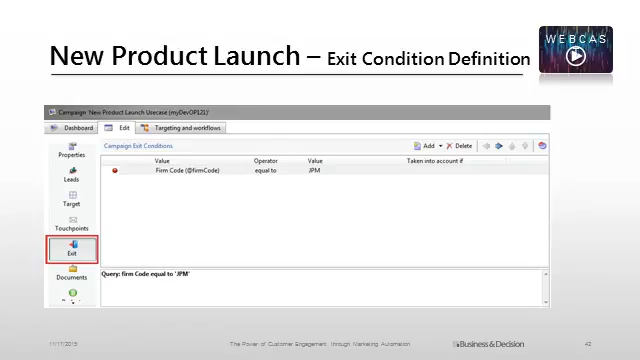 WEBCAS
New Product Launch – Exit Condition Definition
Campaign 'New Product Launch Usecase (myDevOP121)
Dashboard Edit Targeting and workflows
Properties
Leads
Target
Touchpoints
Exit
Documents
Campaign Exit Conditions
Add Delete
Value Operator Value Taken into account if
Firm Code (@firmCode) equal to JPM
Query: firm Code equal to 'JPM'
11/17/2015 The Power of Customer Engagement, through Marketing Automation Business & Decision 42